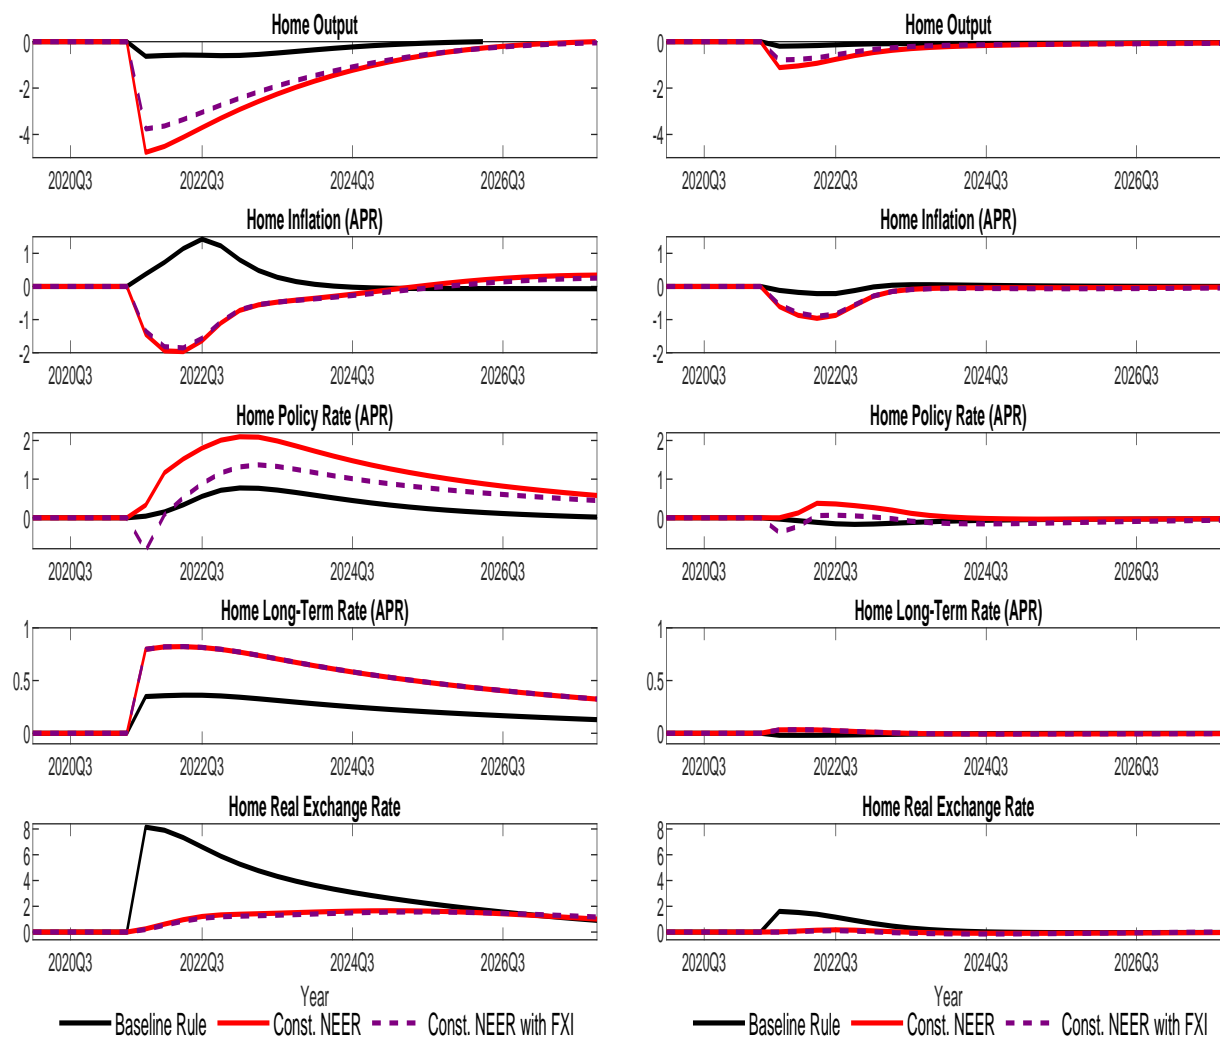 Home Output
0
-2
-4
2020Q3 2022Q3 2024Q3 2026Q3
Home Inflation (APR)
1
0
-1
-2
2020Q3 2022Q3 2024Q3 2026Q3
Home Policy Rate (APR)
2
1
0
2020Q3 2022Q3 2024Q3 2026Q3
Home Long-Term Rate (APR)
1
0.5
0
2020Q3 2022Q3 2024Q3 2026Q3
Home Real Exchange Rate
8
6
4
2
0
2020Q3 2022Q3 2024Q3 2026Q3
Year
Baseline Rule Const. NEER Const. NEER with FXI
Home Output
0
-2
-4
2020Q3 2022Q3 2024Q3 2026Q3
Home Inflation (APR)
1
0
-1
-2
2020Q3 2022Q3 2024Q3 2026Q3
Home Policy Rate (APR)
2
1
0
2020Q3 2022Q3 2024Q3 2026Q3
Home Long-Term Rate (APR)
1
0.5
0
2020Q3 2022Q3 2024Q3 2026Q3
Home Real Exchange Rate
8
6
4
2
0
2020Q3 2022Q3 2024Q3 2026Q3
Year
Baseline Rule Const. NEER Const. NEER with FXI